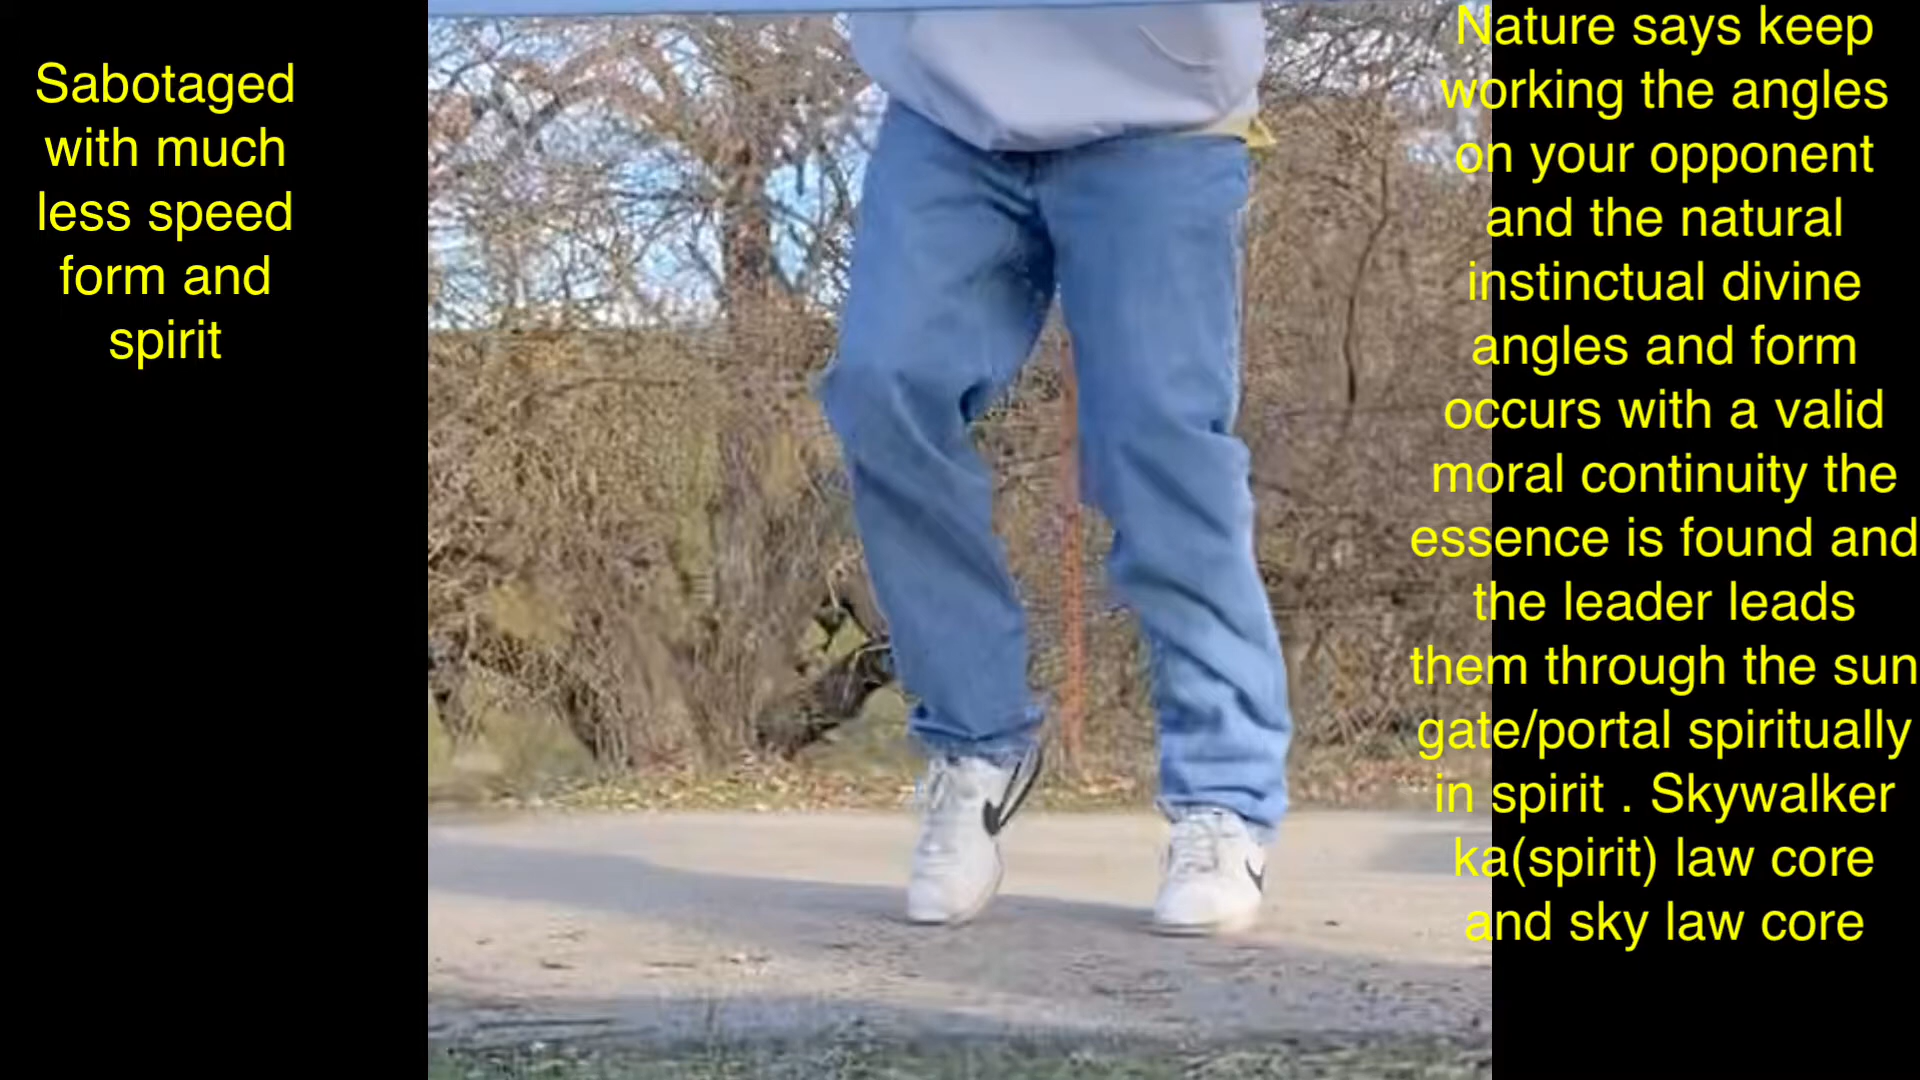 Sabotaged
with much
less speed
form and
spirit
Nature says keep
working the angles
on your opponent
and the natural
instinctual divine
angles and form
occurs with a valid
moral continuity the
essence is found and
the leader leads
them through the sun
gate/portal spiritually
in spirit . Skywalker
ka(spirit) law core
and sky law core